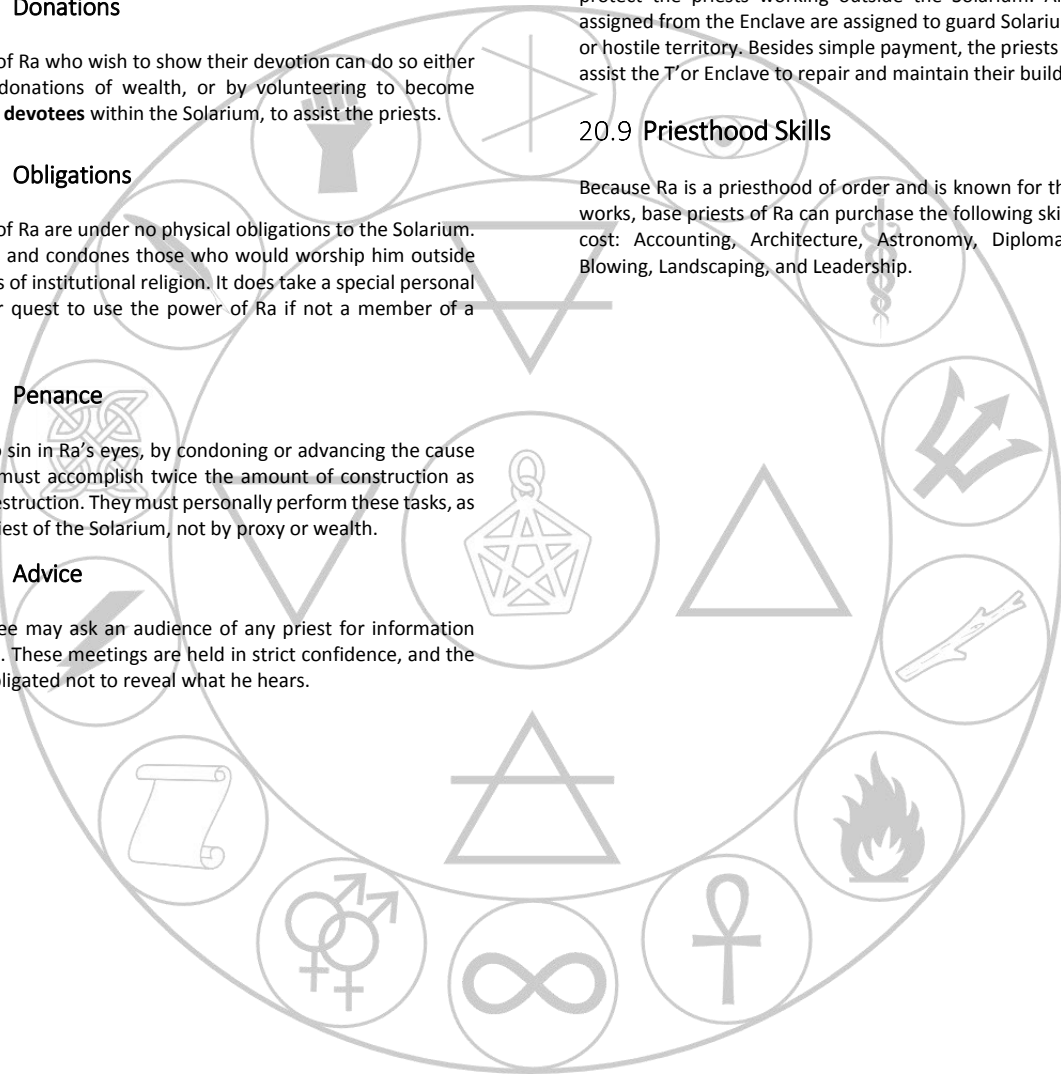 Donations
of Ra who wish to show their devotion can do so either
donations of wealth, or by volunteering to become
devotees within the Solarium, to assist the priests.
Obligations
of Ra are under no physical obligations to the Solarium.
and condones those who would worship him outside
of institutional religion. It does take a special personal
quest to use the power of Ra if not a member of a
Penance
sin in Ra's eyes, by condoning or advancing the cause
must accomplish twice the amount of construction as
They must personally perform these tasks, as
of the Solarium, not by proxy or wealth.
Advice
may ask an audience of any priest for information
These meetings are held in strict confidence, and the
not to reveal what he hears.
protect the priests working outside the Solarium.
assigned from the Enclave are assigned to guard
or hostile territory. Besides simple payment, the priests
assist the T'or Enclave to repair and maintain their
20.9 Priesthood Skills
Because Ra is a priesthood of order and is known for
works, base priests of Ra can purchase the following
cost: Accounting, Architecture, Astronomy,
Blowing, Landscaping, and Leadership.